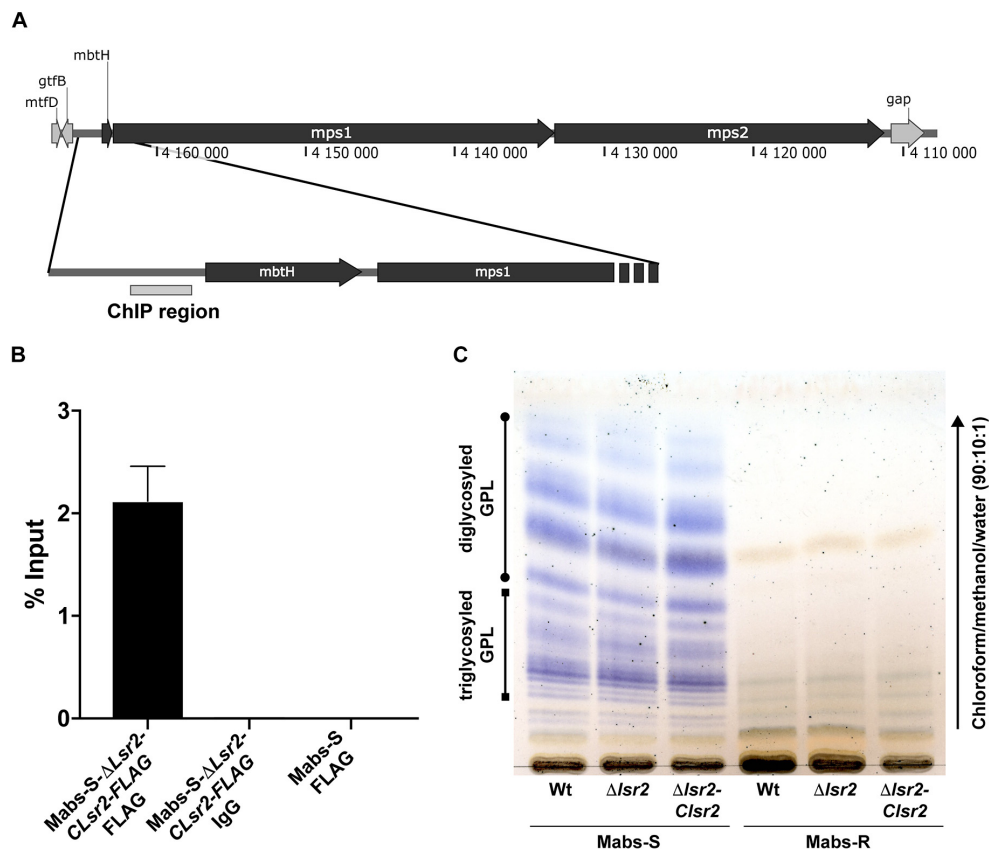 A
mbtH
gtfB
mtfD
gap
mps1
mps2
4 160 000
4 150 000
4 140 000
4 130 000
4 120 000
4 110 000
mbtH
mps1
ChIP region
B
% Input
3
2
1
0
Mabs-S-ΔLsr2-
CLsr2-FLAG
FLAG
Mabs-S-ΔLsr2-
CLsr2-FLAG
IgG
Mabs-S
FLAG
C
diglycosyled
GPL
triglycosyled
GPL
Chloroform/methanol/water (90:10:1)
Wt
Δlsr2
Δlsr2-
Clsr2
Wt
Δlsr2
Δlsr2-
Clsr2
Mabs-S
Mabs-R